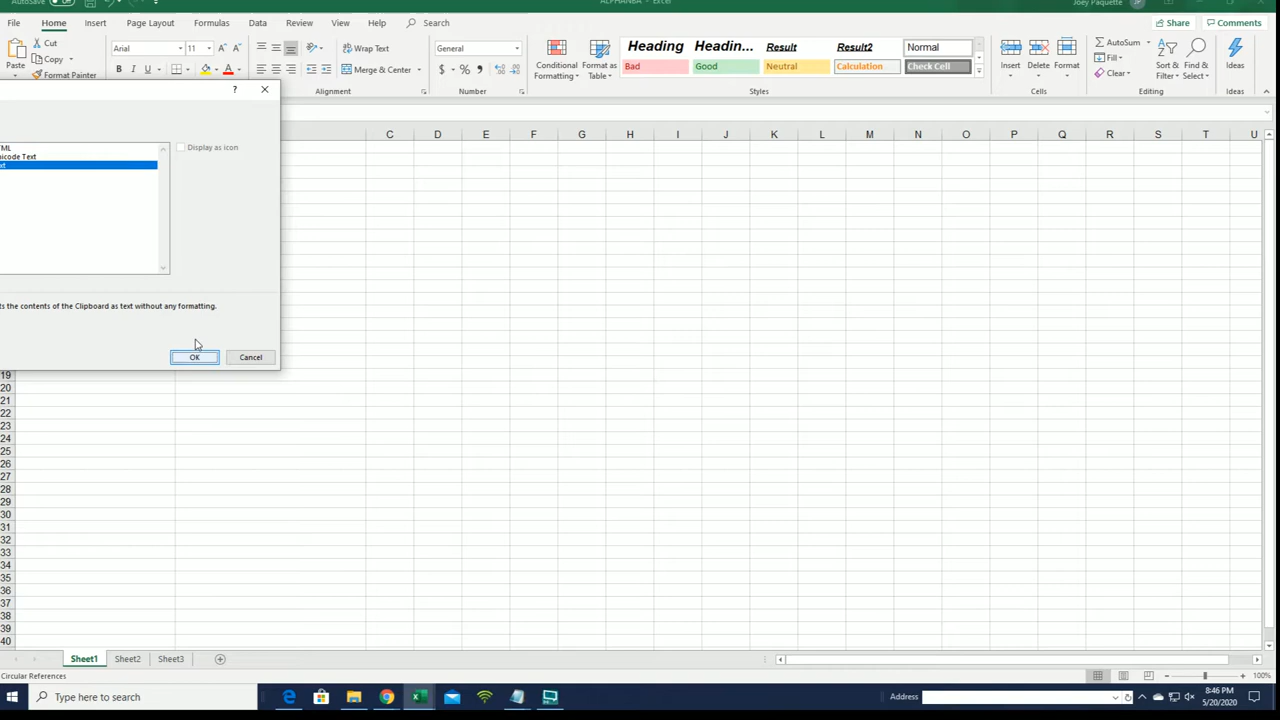 AutoSave
ALPHANBA - Excel
Joey Paquette
File Home Insert Page Layout Formulas Data Review View Help Search Share Comments
Paste Cut Copy Format Painter
Arial 11 A A
B I U A
Wrap Text
Merge & Center
Alignment
General
$ % ,
Number
Conditional Formatting
Format as Table
Heading Headin... Result Result2 Normal
Bad Good Neutral Calculation Check Cell
Styles
Insert Delete Format
Cells
AutoSum
Fill
Clear
Sort & Filter
Find & Select
Editing
Ideas
Ideas
?
C D E F G H I J K L M N O P Q R S T U
Display as icon
icode Text
ts the contents of the Clipboard as text without any formatting.
OK Cancel
19
20
21
22
23
24
25
26
27
28
29
30
31
32
33
34
35
36
37
38
39
40
Sheet1 Sheet2 Sheet3
Circular References
100%
Type here to search
Address
8:46 PM
5/20/2020